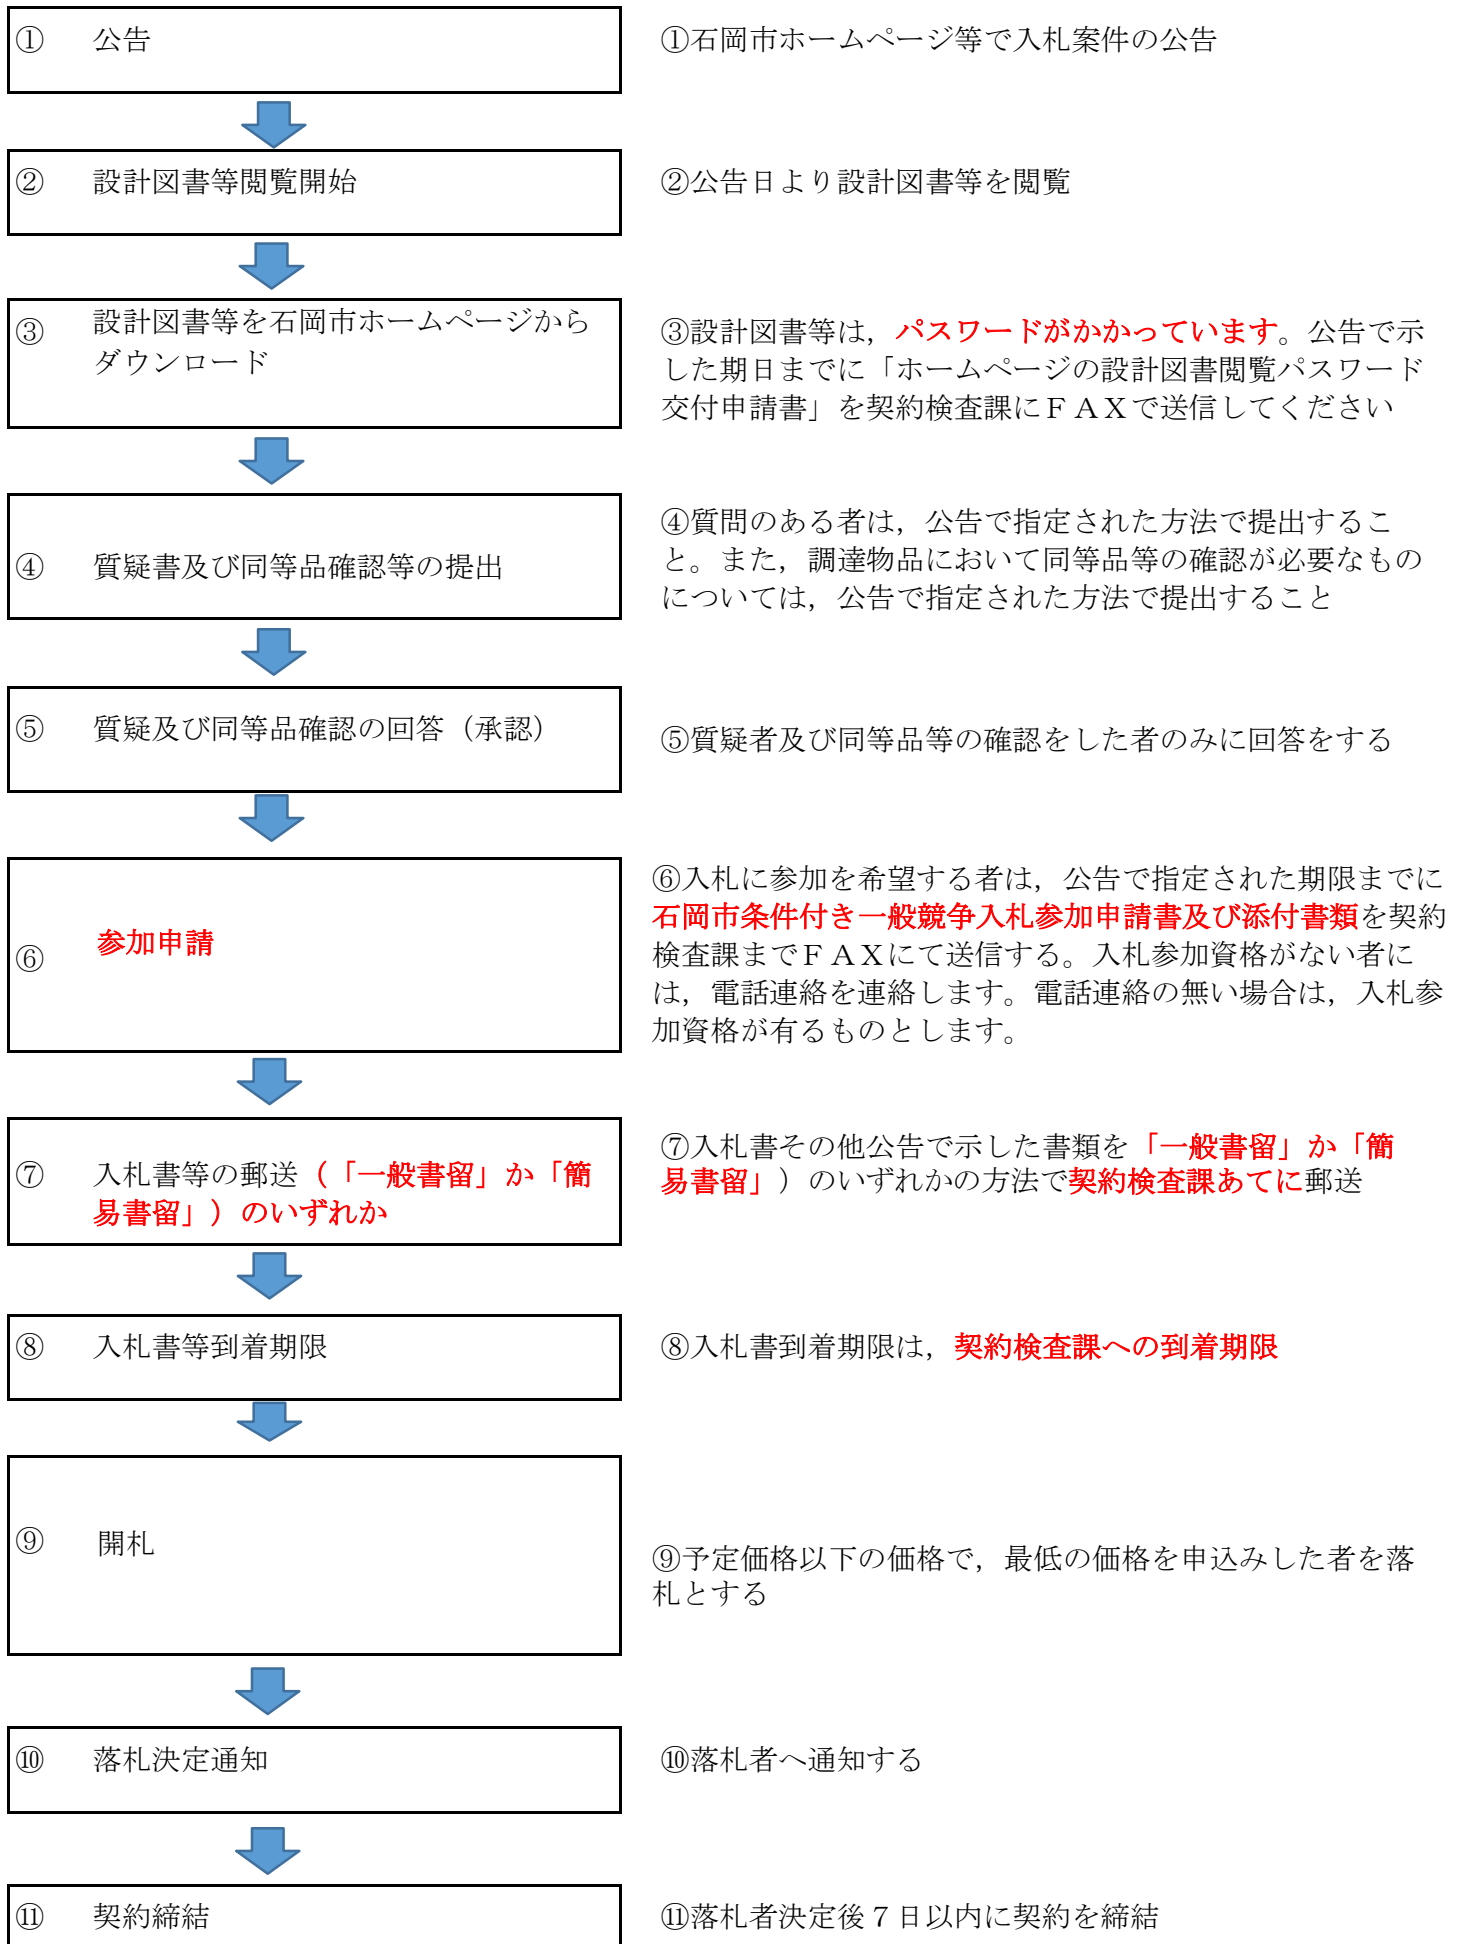 ① 公告
①石岡市ホームページ等で入札案件の公告
② 設計図書等閲覧開始
②公告日より設計図書等を閲覧
③ 設計図書等を石岡市ホームページから
ダウンロード
③設計図書等は，パスワードがかかっています。公告で示
した期日までに「ホームページの設計図書閲覧パスワード
交付申請書」を契約検査課にＦＡＸで送信してください
④ 質疑書及び同等品確認等の提出
④質問のある者は，公告で指定された方法で提出するこ
と。また，調達物品において同等品等の確認が必要なもの
については，公告で指定された方法で提出すること
⑤ 質疑及び同等品確認の回答（承認）
⑤質疑者及び同等品等の確認をした者のみに回答をする
⑥ 参加申請
⑥入札に参加を希望する者は，公告で指定された期限までに
石岡市条件付き一般競争入札参加申請書及び添付書類を契約
検査課までＦＡＸにて送信する。入札参加資格がない者に
は，電話連絡を連絡します。電話連絡の無い場合は，入札参
加資格が有るものとします。
⑦ 入札書等の郵送（「一般書留」か「簡
易書留」）のいずれか
⑦入札書その他公告で示した書類を「一般書留」か「簡
易書留」）のいずれかの方法で契約検査課あてに郵送
⑧ 入札書等到着期限
⑧入札書到着期限は，契約検査課への到着期限
⑨ 開札
⑨予定価格以下の価格で，最低の価格を申込みした者を落
札とする
⑩ 落札決定通知
⑩落札者へ通知する
⑪ 契約締結
⑪落札者決定後７日以内に契約を締結